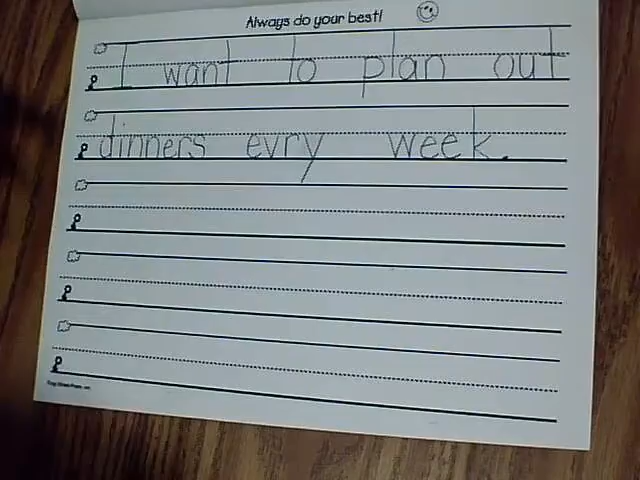 Always do your best!
I want to plan out
dinners evry week.